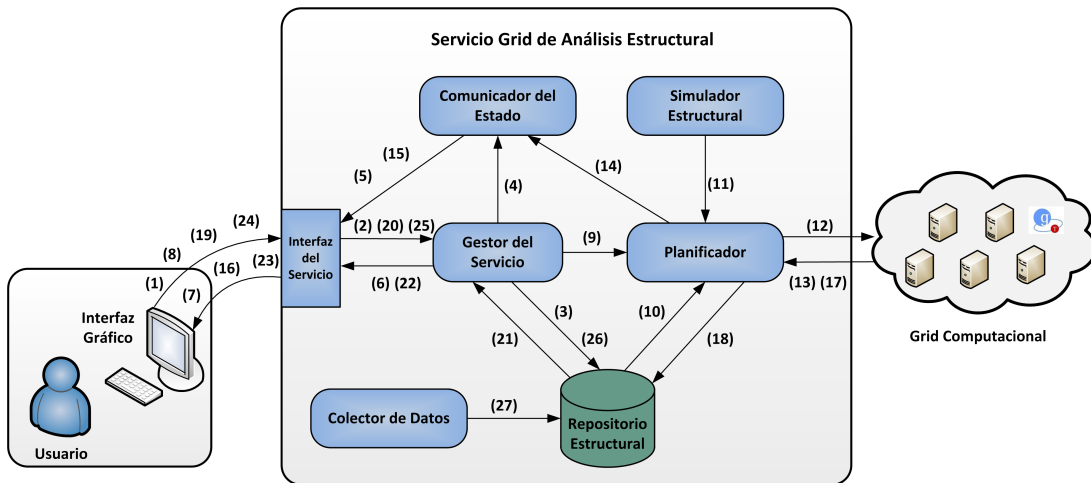 Servicio Grid de Análisis Estructural
Comunicador del
Estado
Simulador
Estructural
(15)
(5)
(4)
(14)
(11)
(24)
(19)
(8)
(1)
(16)
(23)
(7)
Interfaz
del
Servicio
(2) (20) (25)
(6) (22)
Gestor del
Servicio
(9)
Planificador
(12)
(13) (17)
g
T
Grid Computacional
Interfaz
Gráfico
Usuario
(3)
(26)
(21)
(10)
(18)
Colector de Datos
(27)
Repositorio
Estructural